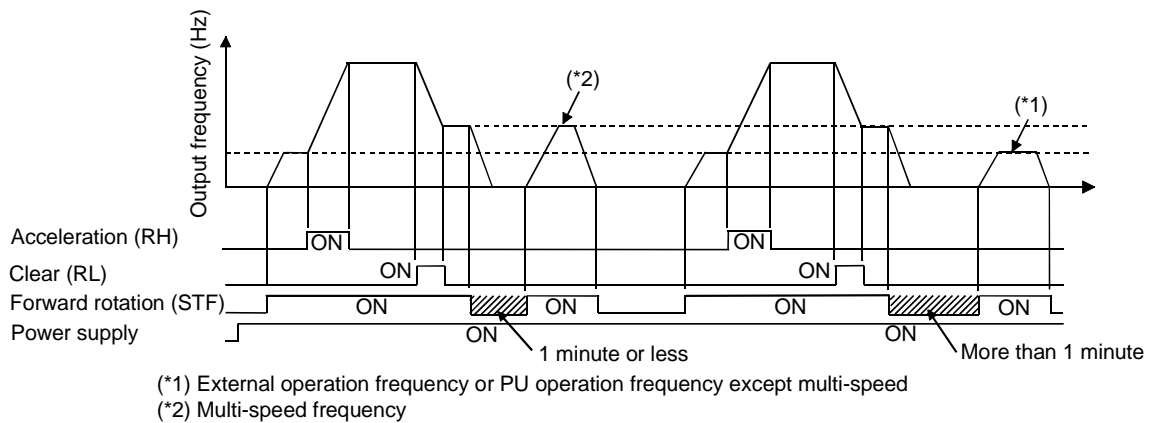 Output frequency (Hz)
(*2)
(*1)
Acceleration (RH)
ON
ON
Clear (RL)
ON
ON
Forward rotation (STF)
ON
ON
ON
ON
Power supply
ON
ON
1 minute or less
More than 1 minute
(*1) External operation frequency or PU operation frequency except multi-speed
(*2) Multi-speed frequency